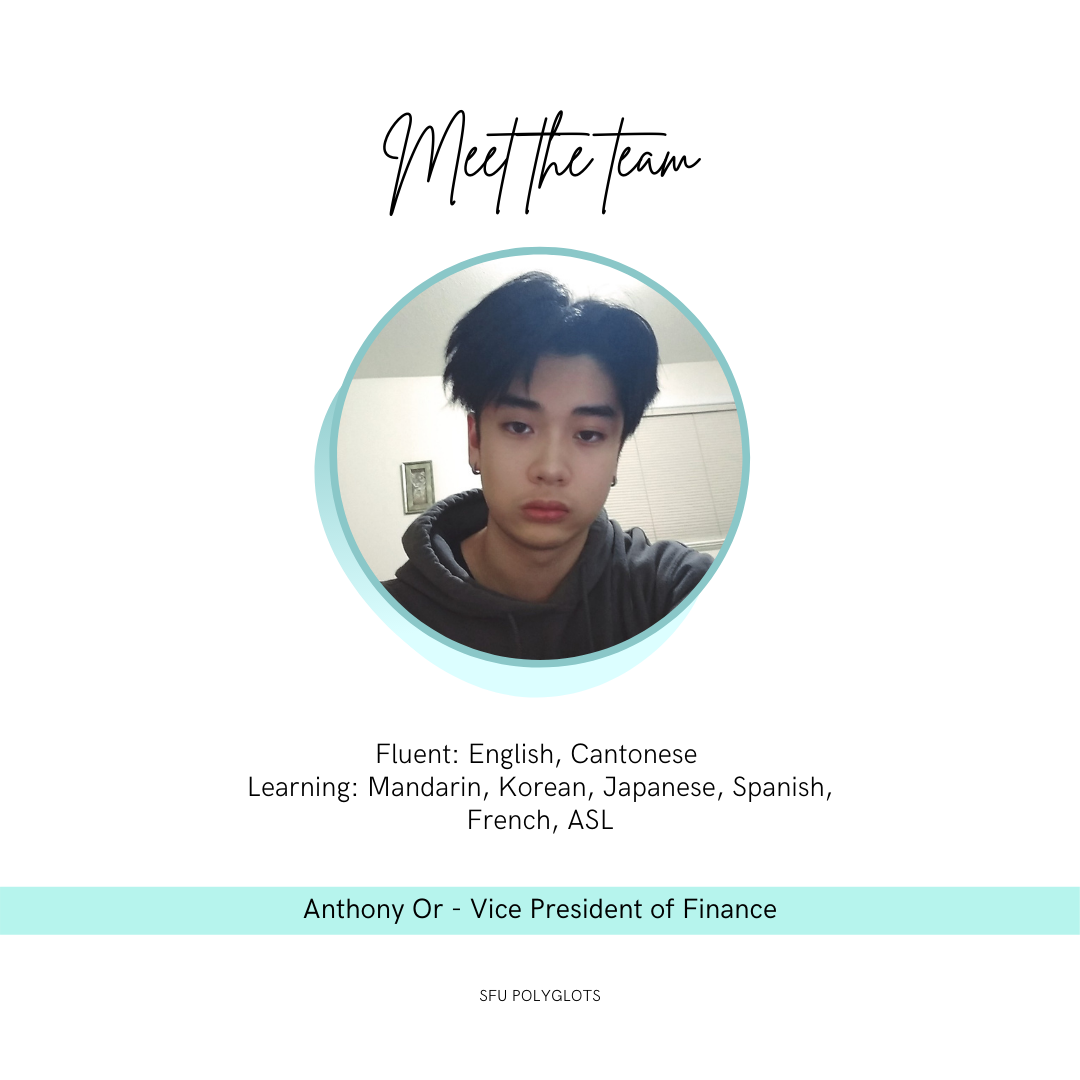 Meet the team
Fluent: English, Cantonese
Learning: Mandarin, Korean, Japanese, Spanish,
French, ASL
Anthony Or - Vice President of Finance
SFU POLYGLOTS